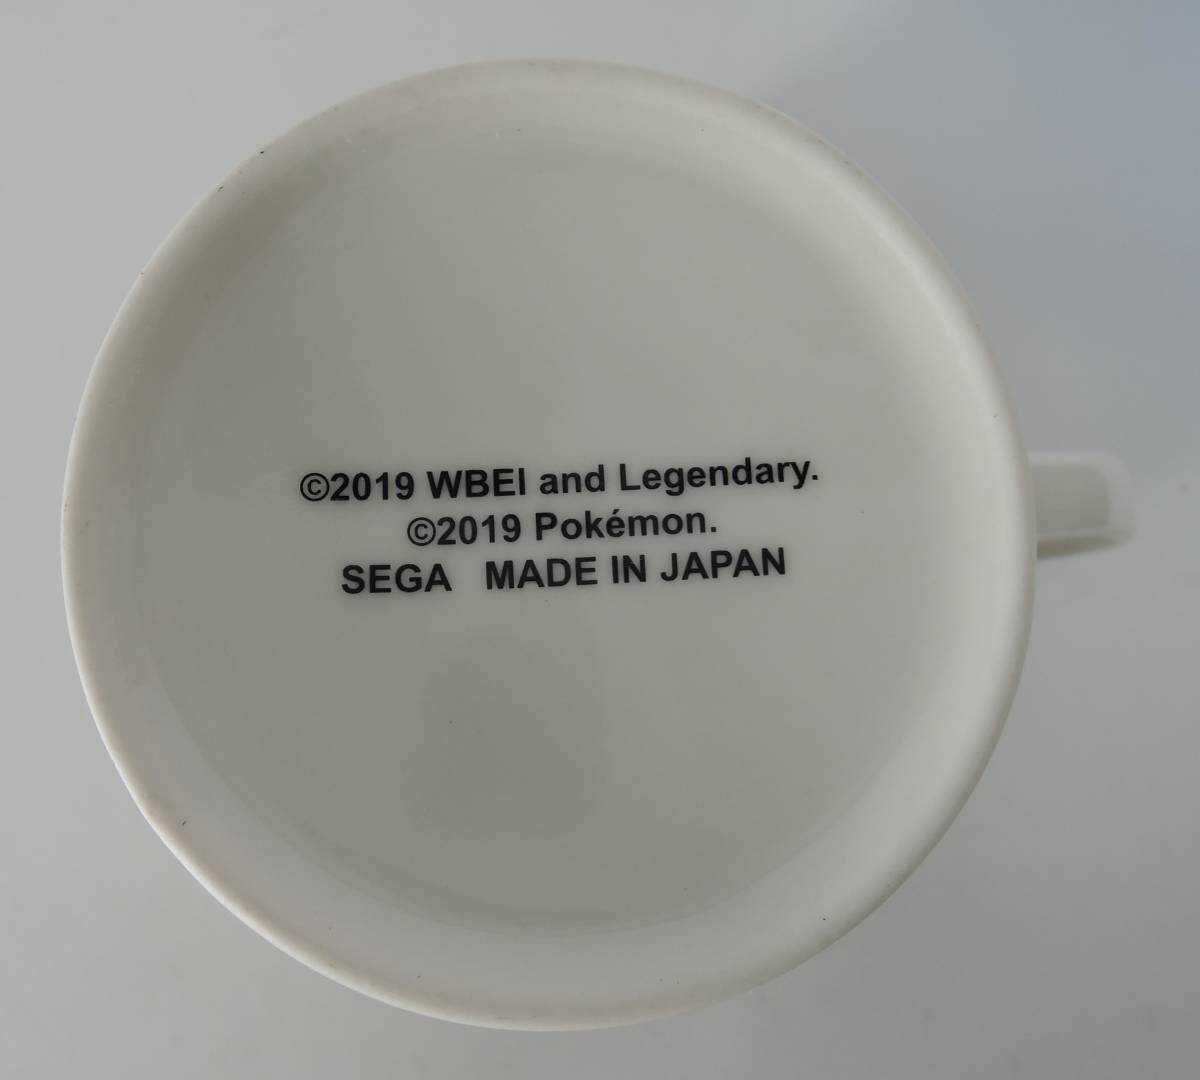 ©2019 WBEI and Legendary.
©2019 Pokémon.
SEGA MADE IN JAPAN